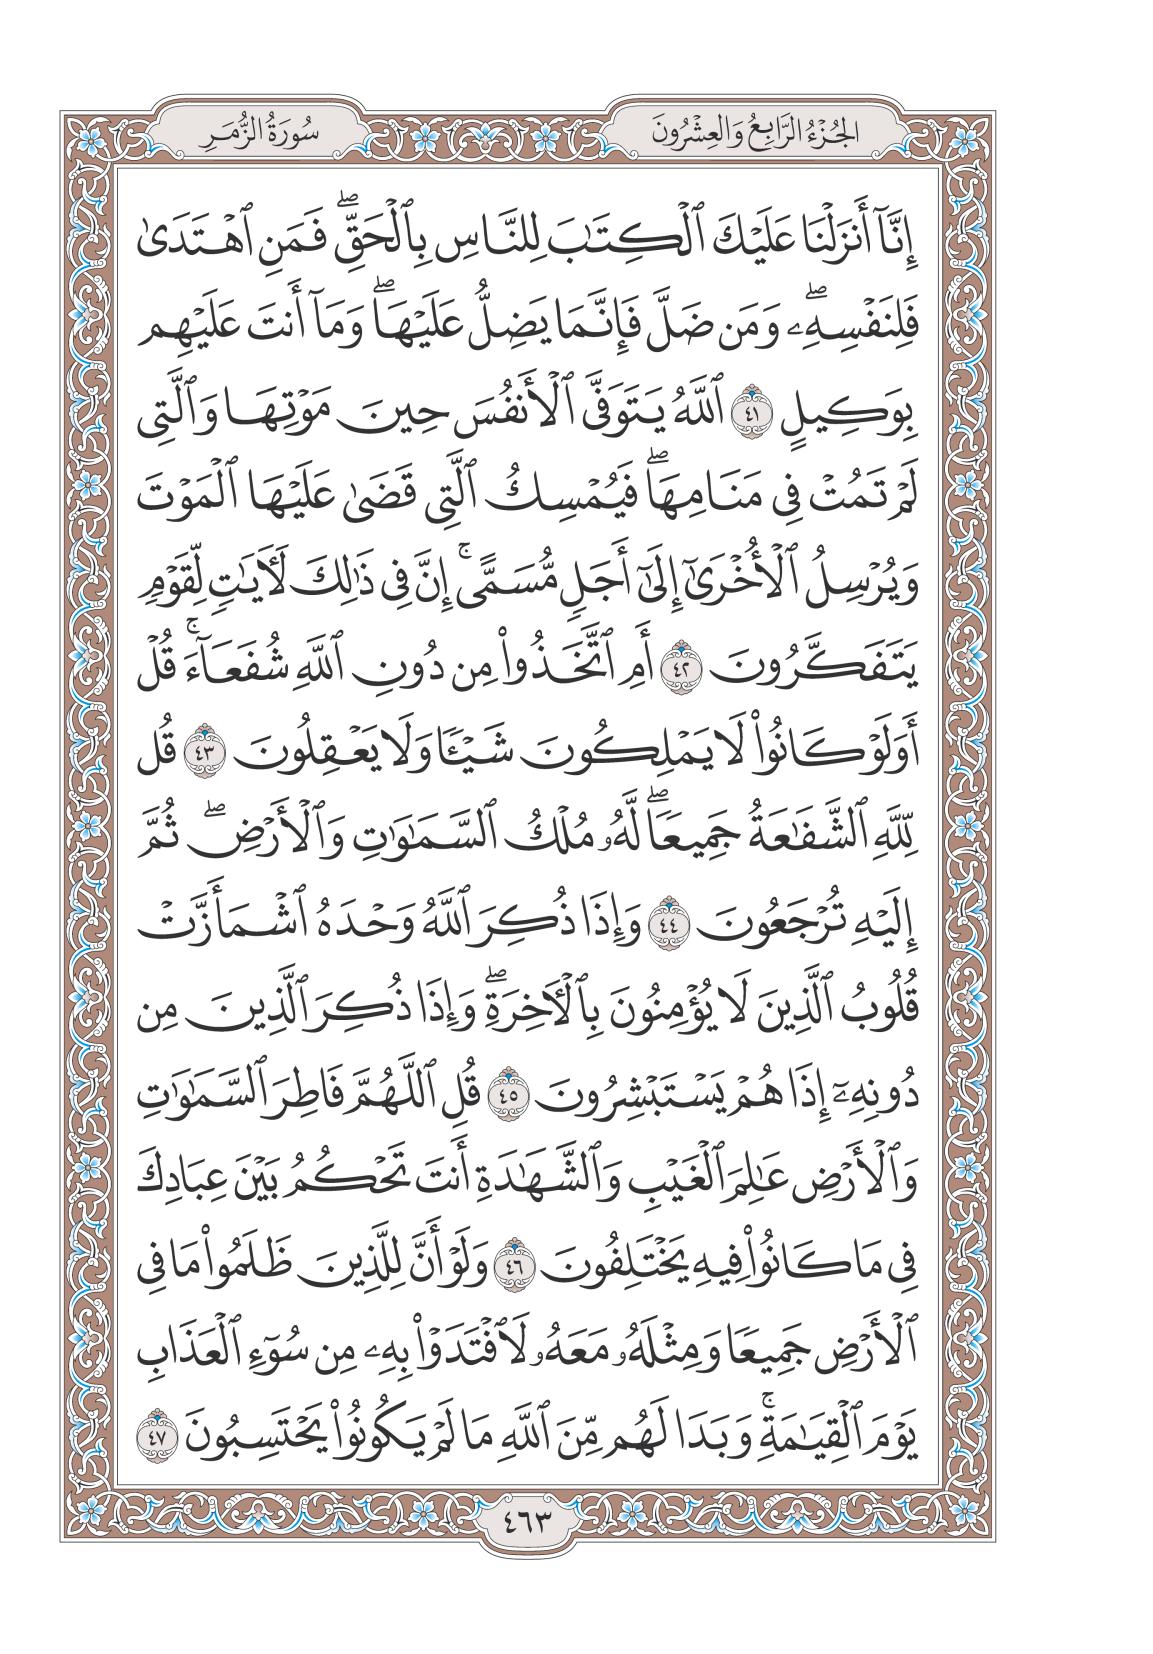 الجُزْءُ الرَّابِعُ وَالعِشْرُونَ
سُورَةُ الزُّمَرِ
إِنَّآ أَنزَلْنَا عَلَيْكَ ٱلْكِتَٰبَ لِلنَّاسِ بِٱلْحَقِّۖ فَمَنِ ٱهْتَدَىٰ
فَلِنَفْسِهِۦۖ وَمَن ضَلَّ فَإِنَّمَا يَضِلُّ عَلَيْهَاۖ وَمَآ أَنتَ عَلَيْهِم
بِوَكِيلٍ ٤١ ٱللَّهُ يَتَوَفَّى ٱلْأَنفُسَ حِينَ مَوْتِهَا وَٱلَّتِى
لَمْ تَمُتْ فِى مَنَامِهَاۖ فَيُمْسِكُ ٱلَّتِى قَضَىٰ عَلَيْهَا ٱلْمَوْتَ
وَيُرْسِلُ ٱلْأُخْرَىٰٓ إِلَىٰٓ أَجَلٍ مُّسَمًّىۚ إِنَّ فِى ذَٰلِكَ لَـَٔايَٰتٍ لِّقَوْمٍ
يَتَفَكَّرُونَ ٤٢ أَمِ ٱتَّخَذُوا۟ مِن دُونِ ٱللَّهِ شُفَعَآءَۚ قُلْ
أَوَلَوْ كَانُوا۟ لَا يَمْلِكُونَ شَيْـًٔا وَلَا يَعْقِلُونَ ٤٣ قُل
لِّلَّهِ ٱلشَّفَٰعَةُ جَمِيعًاۖ لَّهُۥ مُلْكُ ٱلسَّمَٰوَٰتِ وَٱلْأَرْضِۖ ثُمَّ
إِلَيْهِ تُرْجَعُونَ ٤٤ وَإِذَا ذُكِرَ ٱللَّهُ وَحْدَهُ ٱشْمَأَزَّتْ
قُلُوبُ ٱلَّذِينَ لَا يُؤْمِنُونَ بِٱلْـَٔاخِرَةِۖ وَإِذَا ذُكِرَ ٱلَّذِينَ مِن
دُونِهِۦٓ إِذَا هُمْ يَسْتَبْشِرُونَ ٤٥ قُلِ ٱللَّهُمَّ فَاطِرَ ٱلسَّمَٰوَٰتِ
وَٱلْأَرْضِ عَٰلِمَ ٱلْغَيْبِ وَٱلشَّهَٰدَةِ أَنتَ تَحْكُمُ بَيْنَ عِبَادِكَ
فِى مَا كَانُوا۟ فِيهِ يَخْتَلِفُونَ ٤٦ وَلَوْ أَنَّ لِلَّذِينَ ظَلَمُوا۟ مَا فِى
ٱلْأَرْضِ جَمِيعًا وَمِثْلَهُۥ مَعَهُۥ لَٱفْتَدَوْا۟ بِهِۦ مِن سُوٓءِ ٱلْعَذَابِ
يَوْمَ ٱلْقِيَٰمَةِۚ وَبَدَا لَهُم مِّنَ ٱللَّهِ مَا لَمْ يَكُونُوا۟ يَحْتَسِبُونَ ٤٧
٤٦٣